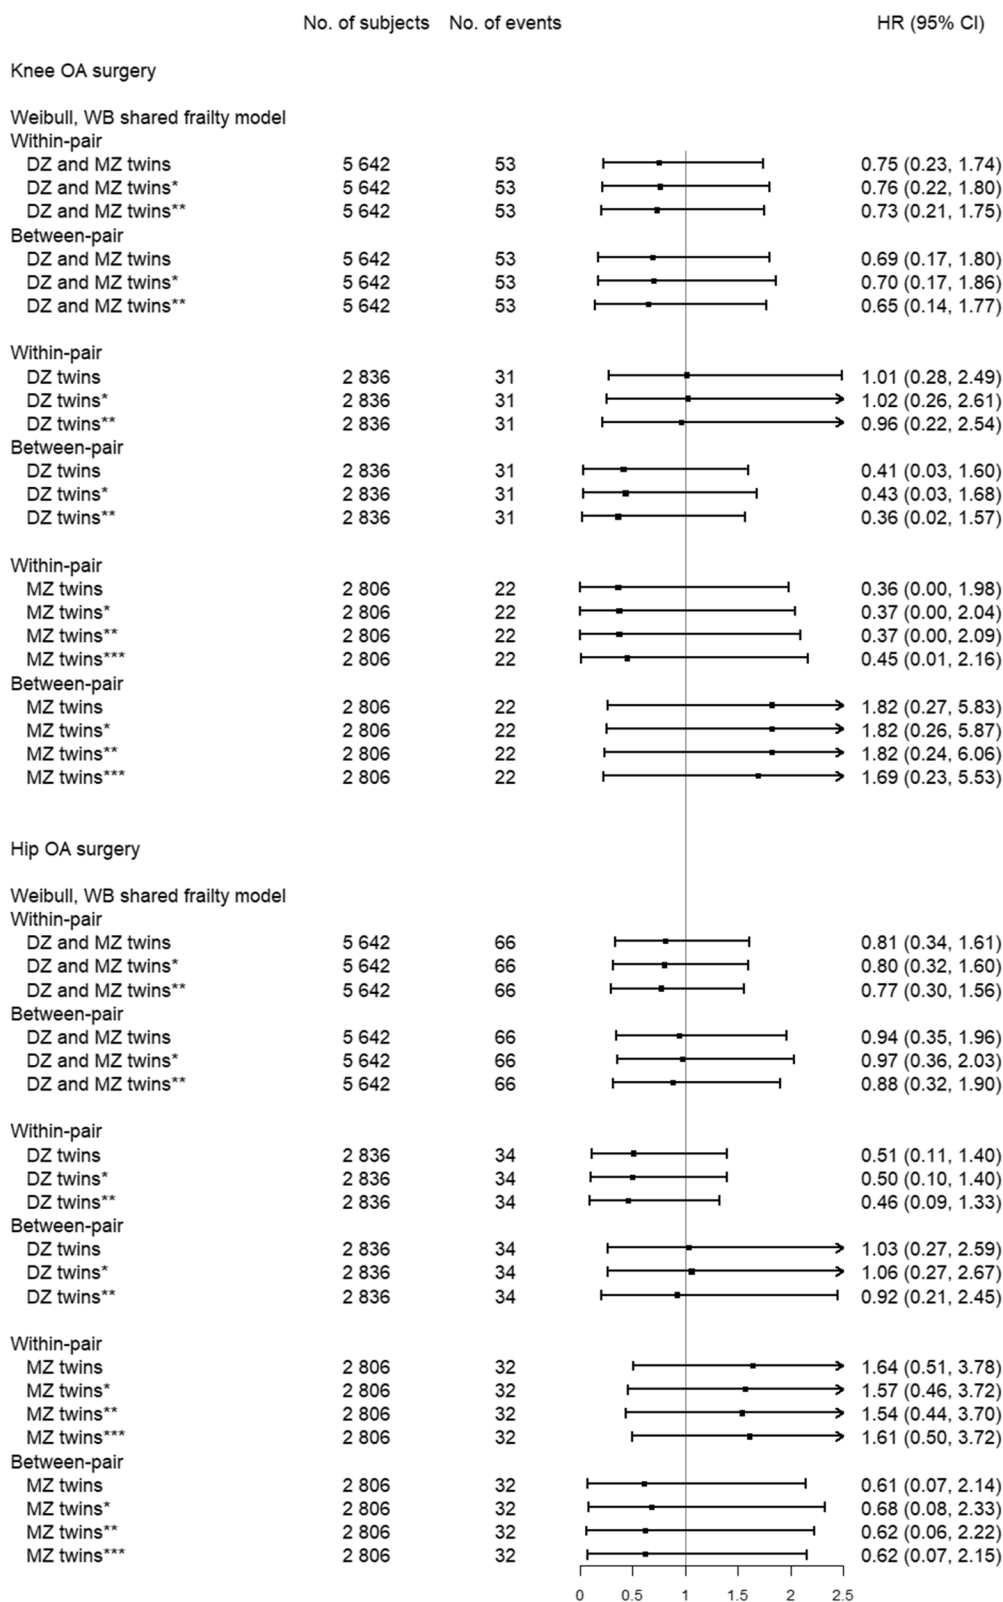 No. of subjects No. of events HR (95% CI)
Knee OA surgery
Weibull, WB shared frailty model
Within-pair
DZ and MZ twins 5 642 53 0.75 (0.23, 1.74)
DZ and MZ twins* 5 642 53 0.76 (0.22, 1.80)
DZ and MZ twins** 5 642 53 0.73 (0.21, 1.75)
Between-pair
DZ and MZ twins 5 642 53 0.69 (0.17, 1.80)
DZ and MZ twins* 5 642 53 0.70 (0.17, 1.86)
DZ and MZ twins** 5 642 53 0.65 (0.14, 1.77)
Within-pair
DZ twins 2 836 31 1.01 (0.28, 2.49)
DZ twins* 2 836 31 1.02 (0.26, 2.61)
DZ twins** 2 836 31 0.96 (0.22, 2.54)
Between-pair
DZ twins 2 836 31 0.41 (0.03, 1.60)
DZ twins* 2 836 31 0.43 (0.03, 1.68)
DZ twins** 2 836 31 0.36 (0.02, 1.57)
Within-pair
MZ twins 2 806 22 0.36 (0.00, 1.98)
MZ twins* 2 806 22 0.37 (0.00, 2.04)
MZ twins** 2 806 22 0.37 (0.00, 2.09)
MZ twins*** 2 806 22 0.45 (0.01, 2.16)
Between-pair
MZ twins 2 806 22 1.82 (0.27, 5.83)
MZ twins* 2 806 22 1.82 (0.26, 5.87)
MZ twins** 2 806 22 1.82 (0.24, 6.06)
MZ twins*** 2 806 22 1.69 (0.23, 5.53)
Hip OA surgery
Weibull, WB shared frailty model
Within-pair
DZ and MZ twins 5 642 66 0.81 (0.34, 1.61)
DZ and MZ twins* 5 642 66 0.80 (0.32, 1.60)
DZ and MZ twins** 5 642 66 0.77 (0.30, 1.56)
Between-pair
DZ and MZ twins 5 642 66 0.94 (0.35, 1.96)
DZ and MZ twins* 5 642 66 0.97 (0.36, 2.03)
DZ and MZ twins** 5 642 66 0.88 (0.32, 1.90)
Within-pair
DZ twins 2 836 34 0.51 (0.11, 1.40)
DZ twins* 2 836 34 0.50 (0.10, 1.40)
DZ twins** 2 836 34 0.46 (0.09, 1.33)
Between-pair
DZ twins 2 836 34 1.03 (0.27, 2.59)
DZ twins* 2 836 34 1.06 (0.27, 2.67)
DZ twins** 2 836 34 0.92 (0.21, 2.45)
Within-pair
MZ twins 2 806 32 1.64 (0.51, 3.78)
MZ twins* 2 806 32 1.57 (0.46, 3.72)
MZ twins** 2 806 32 1.54 (0.44, 3.70)
MZ twins*** 2 806 32 1.61 (0.50, 3.72)
Between-pair
MZ twins 2 806 32 0.61 (0.07, 2.14)
MZ twins* 2 806 32 0.68 (0.08, 2.33)
MZ twins** 2 806 32 0.62 (0.06, 2.22)
MZ twins*** 2 806 32 0.62 (0.07, 2.15)
0 0.5 1 1.5 2 2.5